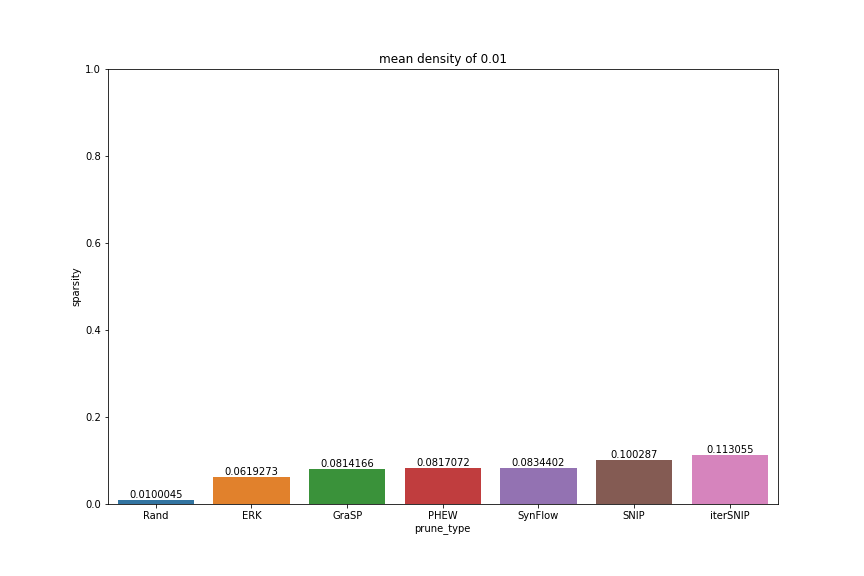 mean density of 0.01
1.0
0.8
0.6
0.4
0.2
0.0
sparsity
0.0100045
0.0619273
0.0814166
0.0817072
0.0834402
0.100287
0.113055
Rand
ERK
GraSP
PHEW
SynFlow
SNIP
iterSNIP
prune_type